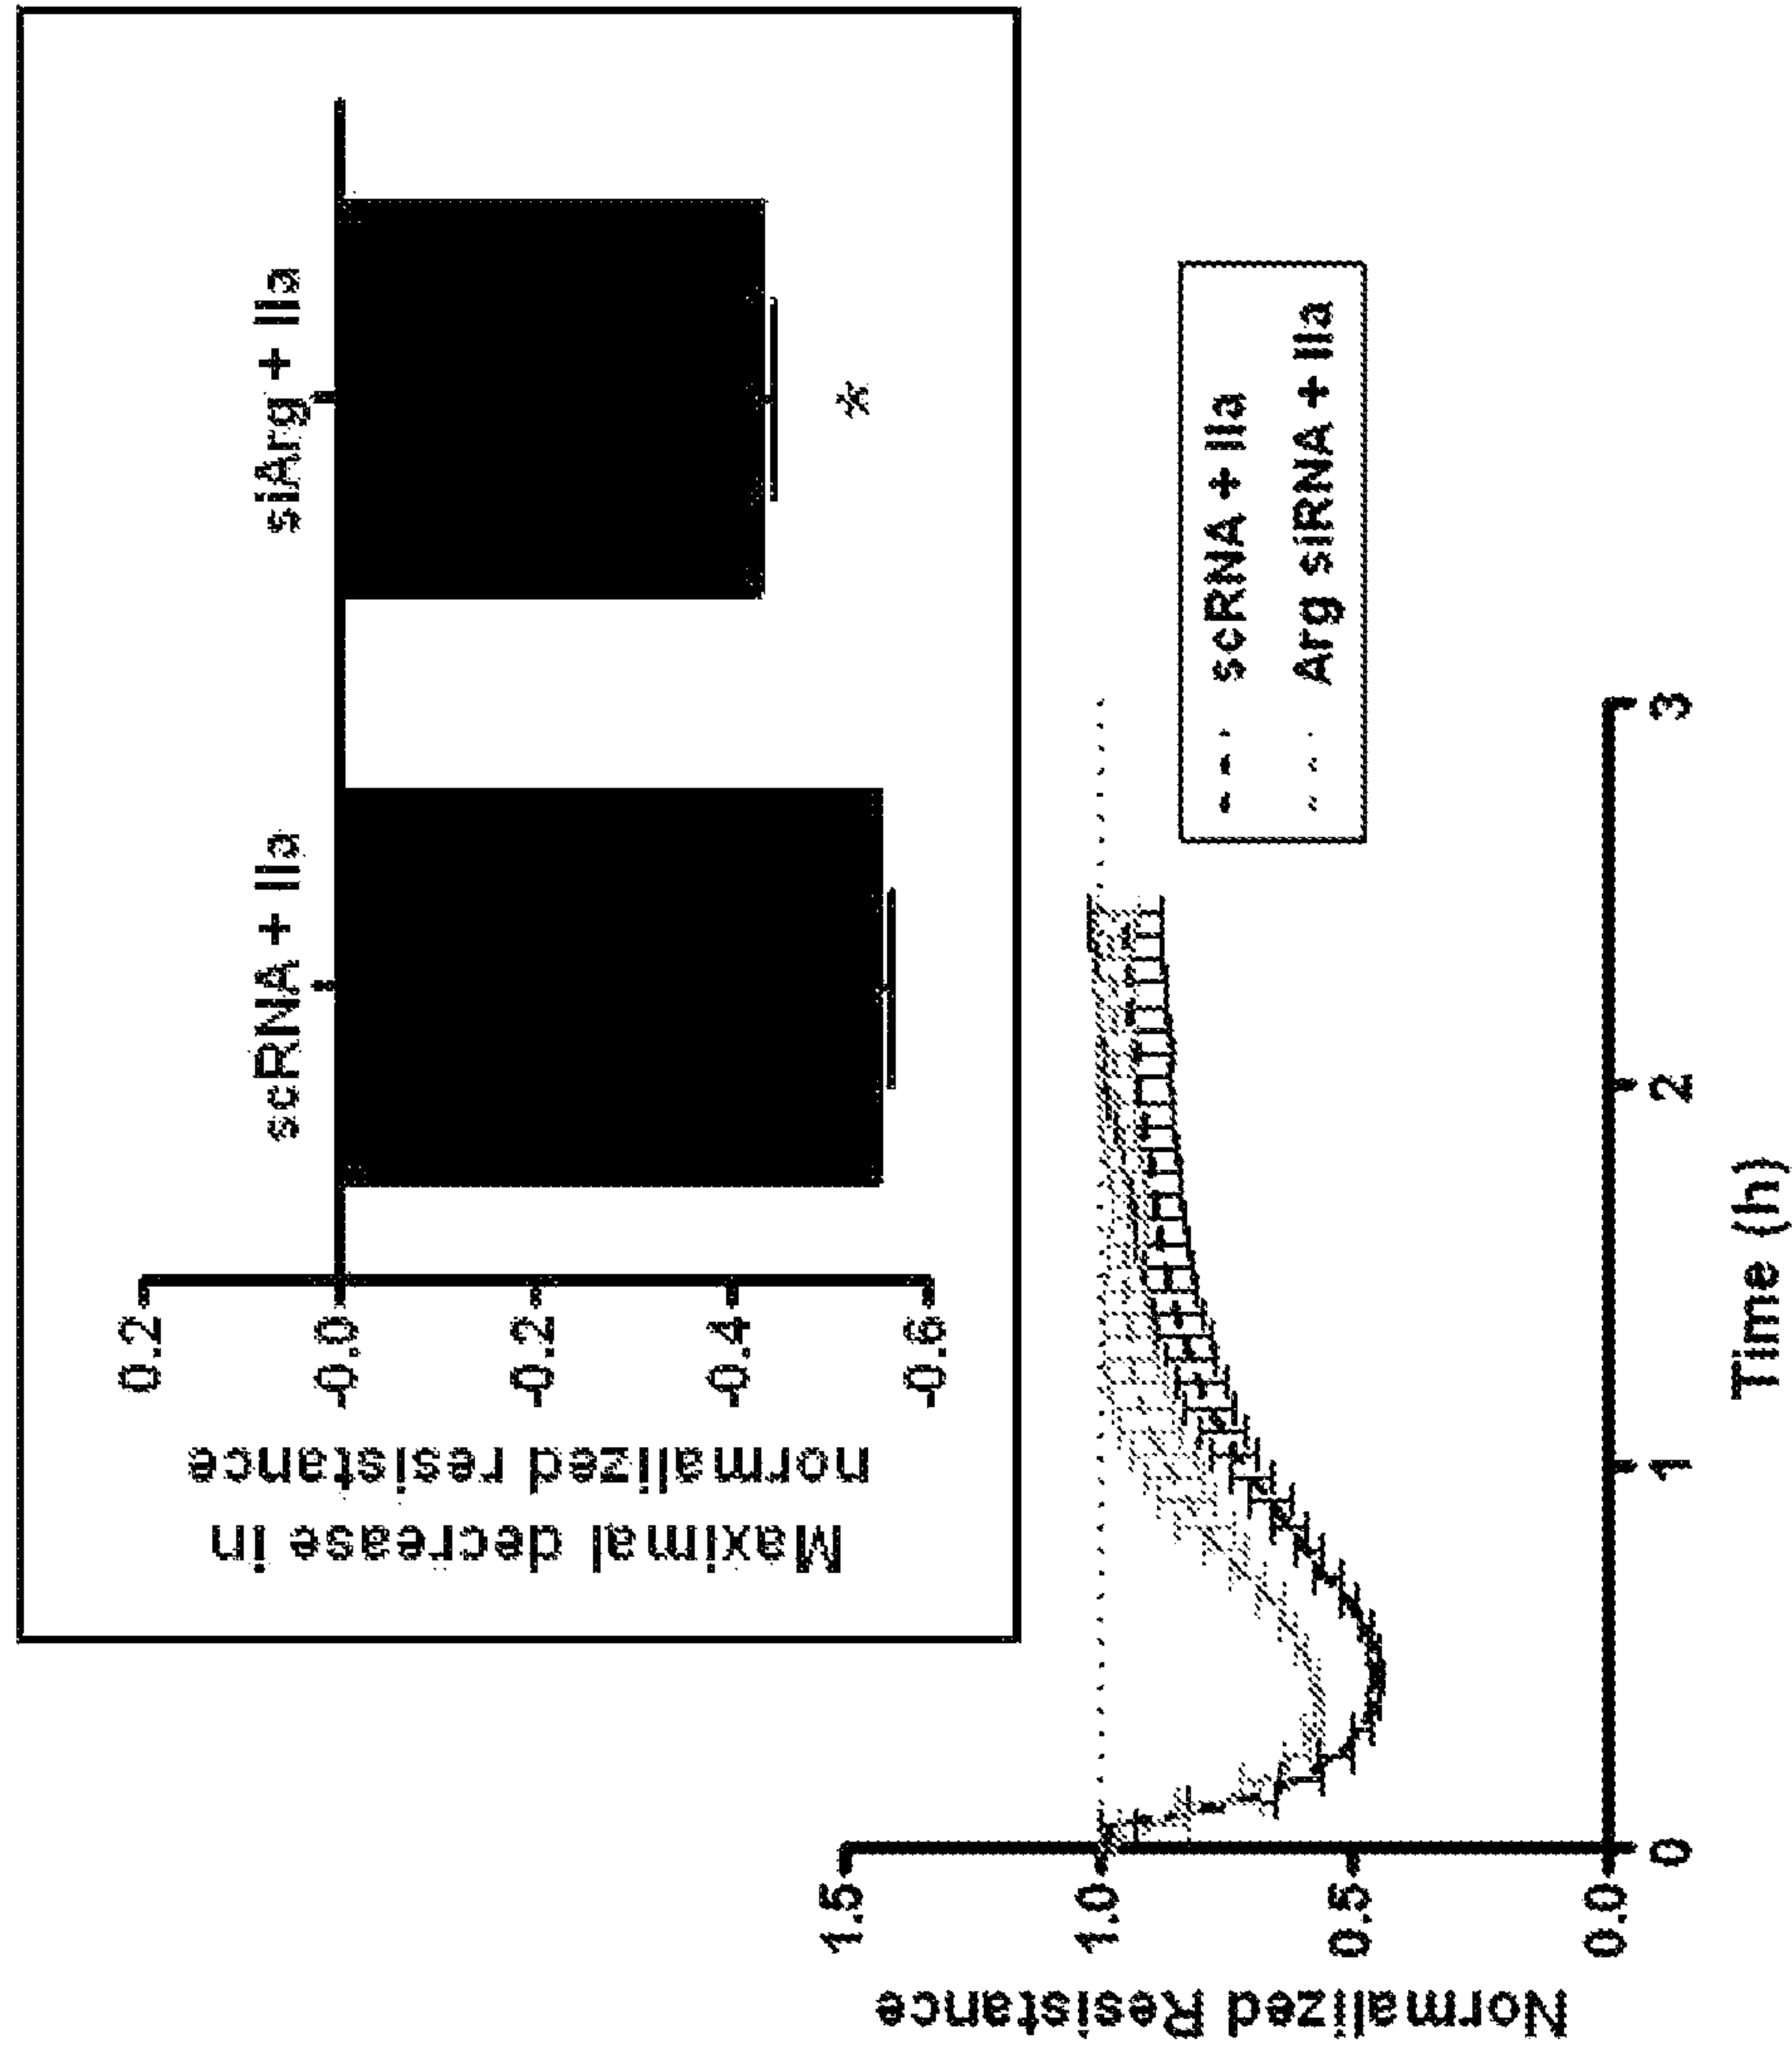 scRNA + IIa
siArg + IIa
0.2
-0.0
-0.2
-0.4
-0.6
Maximal decrease in
normalized resistance
*
scRNA + IIa
Arg siRNA + IIa
1.5
1.0
0.5
0.0
Normalized Resistance
0
1
2
3
Time (h)